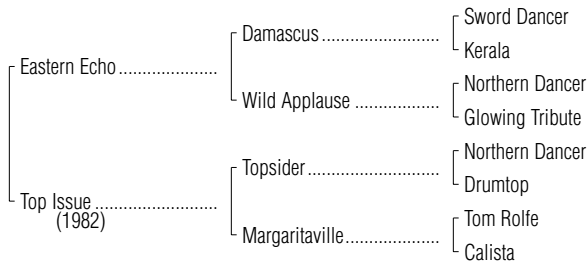 Sword Dancer
Damascus
Kerala
Eastern Echo
Northern Dancer
Wild Applause
Glowing Tribute
Northern Dancer
Topsider
Drumtop
Top Issue
(1982)
Tom Rolfe
Margaritaville
Calista